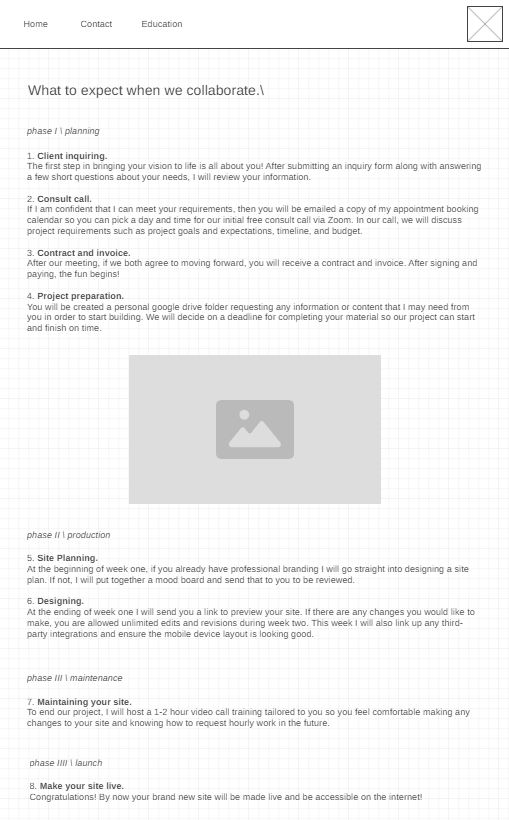 Home Contact Education
What to expect when we collaborate.\
phase I \ planning
1. Client inquiring.
The first step in bringing your vision to life is all about you! After submitting an inquiry form along with answering
a few short questions about your needs, I will review your information.
2. Consult call.
If I am confident that I can meet your requirements, then you will be emailed a copy of my appointment booking
calendar so you can pick a day and time for our initial free consult call via Zoom. In our call, we will discuss
project requirements such as project goals and expectations, timeline, and budget.
3. Contract and invoice.
After our meeting, if we both agree to moving forward, you will receive a contract and invoice. After signing and
paying, the fun begins!
4. Project preparation.
You will be created a personal google drive folder requesting any information or content that I may need from
you in order to start building. We will decide on a deadline for completing your material so our project can start
and finish on time.
phase II \ production
5. Site Planning.
At the beginning of week one, if you already have professional branding I will go straight into designing a site
plan. If not, I will put together a mood board and send that to you to be reviewed.
6. Designing.
At the ending of week one I will send you a link to preview your site. If there are any changes you would like to
make, you are allowed unlimited edits and revisions during week two. This week I will also link up any third-
party integrations and ensure the mobile device layout is looking good.
phase III \ maintenance
7. Maintaining your site.
To end our project, I will host a 1-2 hour video call training tailored to you so you feel comfortable making any
changes to your site and knowing how to request hourly work in the future.
phase IIII \ launch
8. Make your site live.
Congratulations! By now your brand new site will be made live and be accessible on the internet!